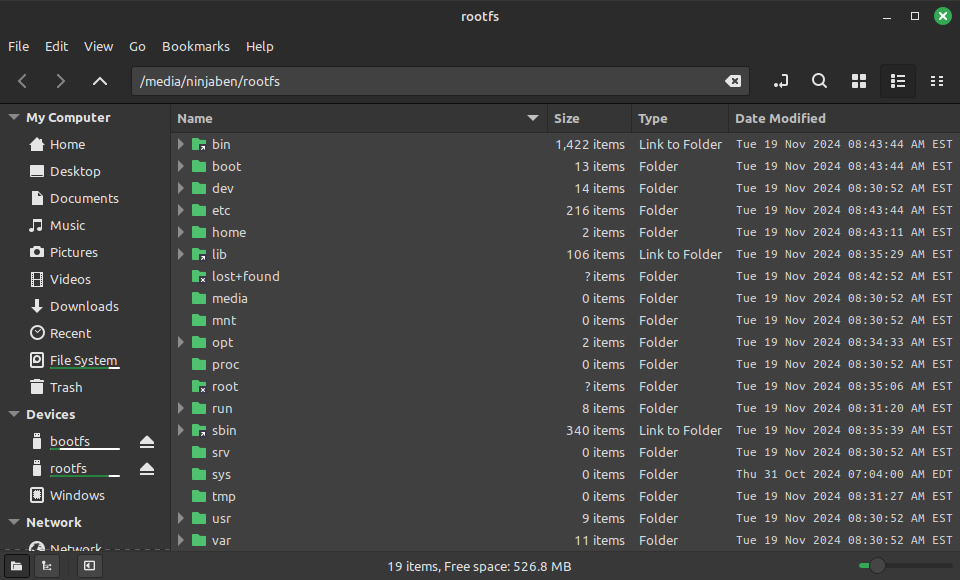 rootfs
File Edit View Go Bookmarks Help
/media/ninjaben/rootfs
My Computer
Home
Desktop
Documents
Music
Pictures
Videos
Downloads
Recent
File System
Trash
Devices
bootfs
rootfs
Windows
Network
Network
Name Size Type Date Modified
bin 1,422 items Link to Folder Tue 19 Nov 2024 08:43:44 AM EST
boot 13 items Folder Tue 19 Nov 2024 08:43:44 AM EST
dev 14 items Folder Tue 19 Nov 2024 08:30:52 AM EST
etc 216 items Folder Tue 19 Nov 2024 08:43:44 AM EST
home 2 items Folder Tue 19 Nov 2024 08:43:11 AM EST
lib 106 items Link to Folder Tue 19 Nov 2024 08:35:29 AM EST
lost+found ? items Folder Tue 19 Nov 2024 08:42:52 AM EST
media 0 items Folder Tue 19 Nov 2024 08:30:52 AM EST
mnt 0 items Folder Tue 19 Nov 2024 08:30:52 AM EST
opt 2 items Folder Tue 19 Nov 2024 08:34:33 AM EST
proc 0 items Folder Tue 19 Nov 2024 08:30:52 AM EST
root ? items Folder Tue 19 Nov 2024 08:35:06 AM EST
run 8 items Folder Tue 19 Nov 2024 08:31:20 AM EST
sbin 340 items Link to Folder Tue 19 Nov 2024 08:35:39 AM EST
srv 0 items Folder Tue 19 Nov 2024 08:30:52 AM EST
sys 0 items Folder Thu 31 Oct 2024 07:04:00 AM EDT
tmp 0 items Folder Tue 19 Nov 2024 08:31:27 AM EST
usr 9 items Folder Tue 19 Nov 2024 08:30:52 AM EST
var 11 items Folder Tue 19 Nov 2024 08:30:52 AM EST
19 items, Free space: 526.8 MB